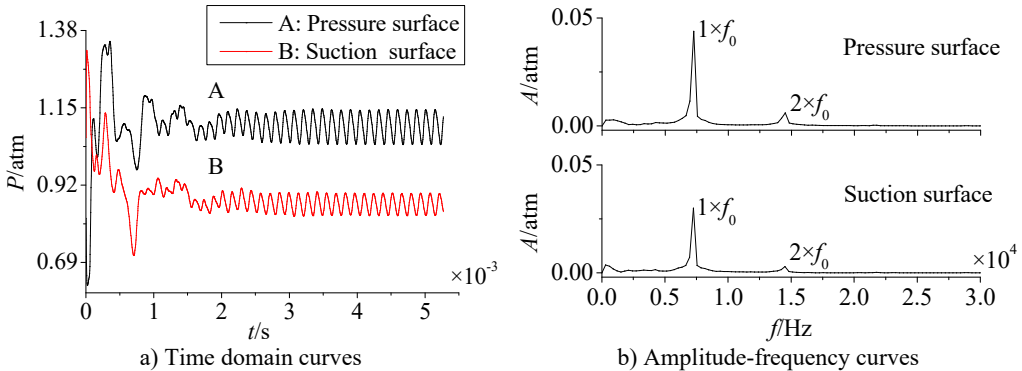 A: Pressure surface
B: Suction surface
1.38
1.15
0.92
0.69
P/atm
A
B
×10⁻³
0 1 2 3 4 5
t/s
a) Time domain curves
0.05
0.00
A/atm
1×f₀
2×f₀
Pressure surface
0.05
0.00
A/atm
1×f₀
2×f₀
Suction surface
×10⁴
0.0 0.5 1.0 1.5 2.0 2.5 3.0
f/Hz
b) Amplitude-frequency curves